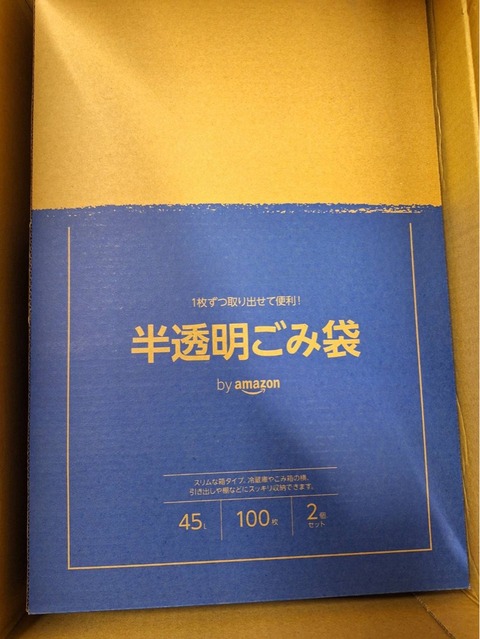 1枚ずつ取り出せて便利!
半透明ごみ袋
by amazon
スリムな箱タイプ。冷蔵庫やごみ箱の横、
引き出しや棚などにスッキリ収納できます。
45L 100枚 2個セット